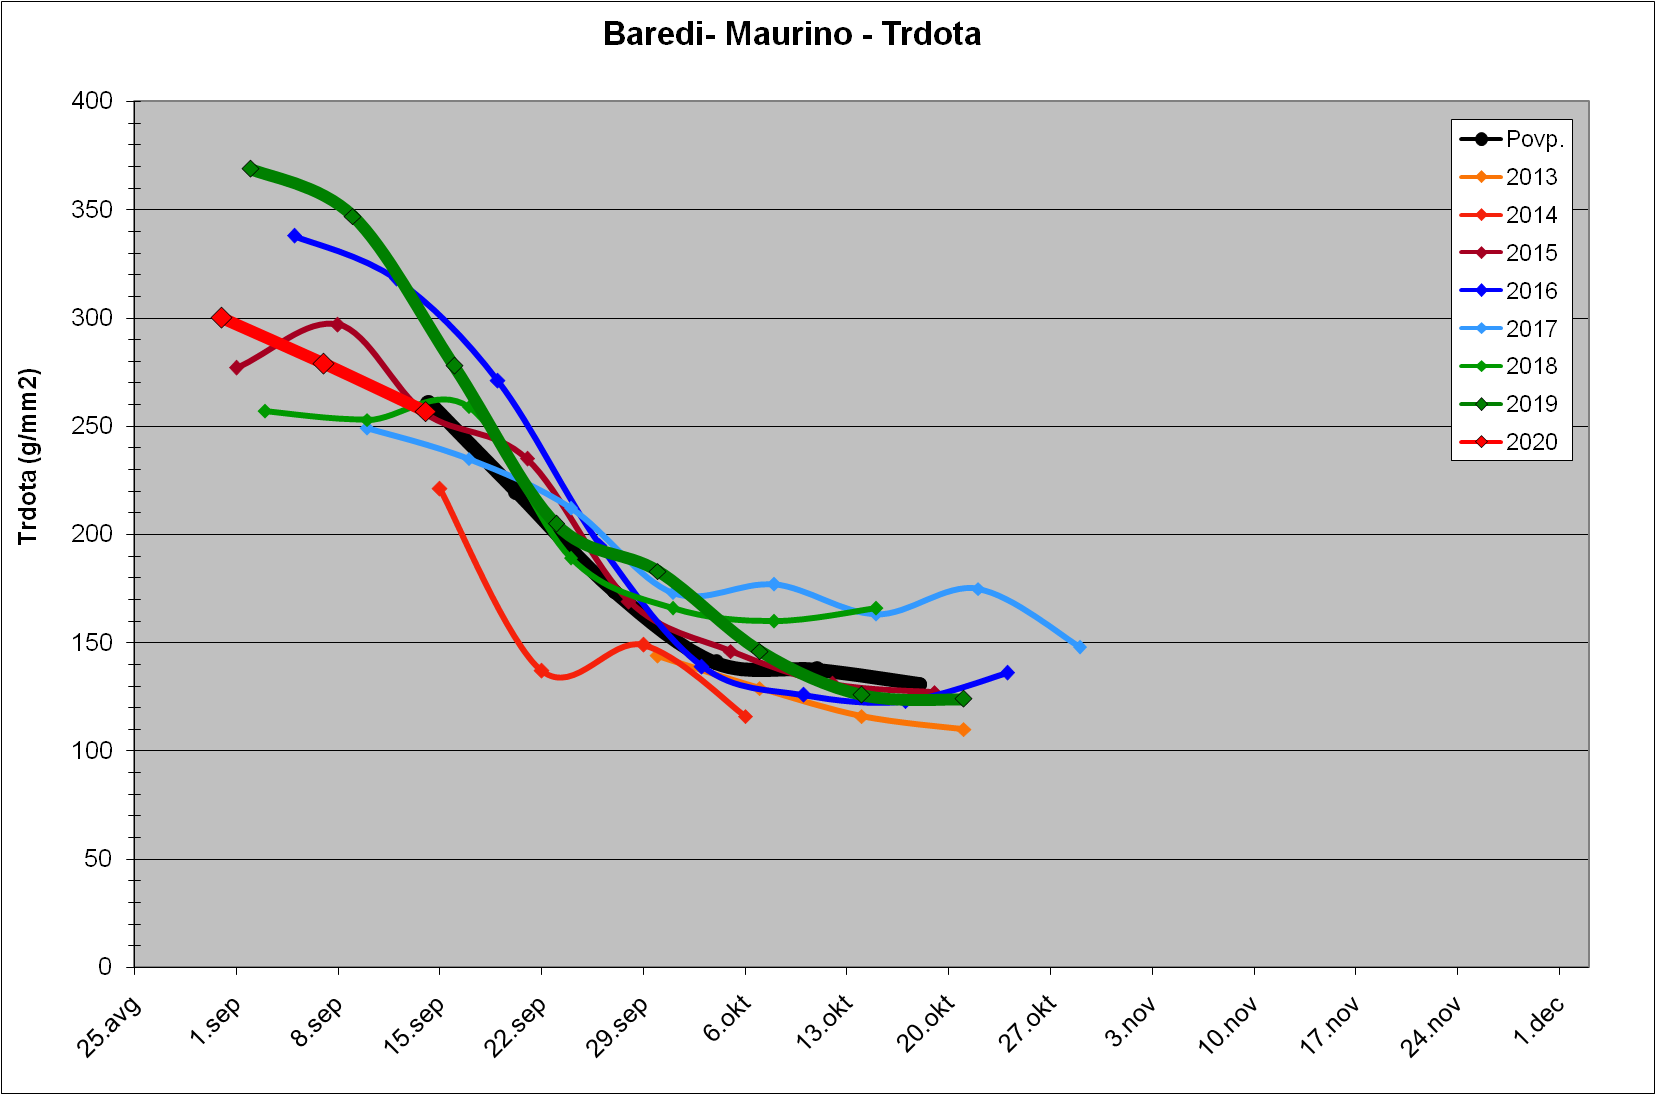 Baredi- Maurino - Trdota
Trdota (g/mm2)
400
350
300
250
200
150
100
50
0
25.avg
1.sep
8.sep
15.sep
22.sep
29.sep
6.okt
13.okt
20.okt
27.okt
3.nov
10.nov
17.nov
24.nov
1.dec
Povp.
2013
2014
2015
2016
2017
2018
2019
2020